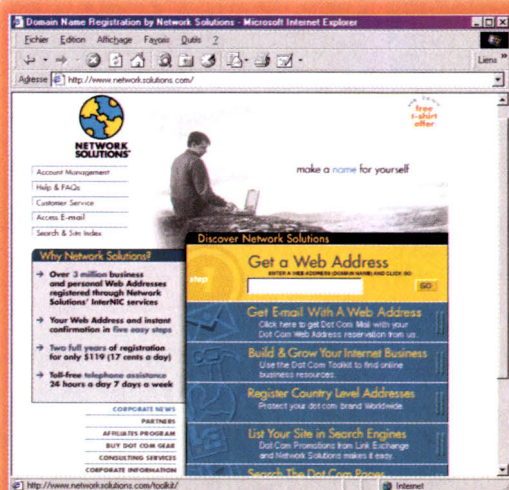 Domain Name Registration by Network Solutions - Microsoft Internet Explorer
Fichier Edition Affichage Favoris Outils ?
Liens »
Adresse http://www.networksolutions.com/
free
t-shirt
offer
NETWORK
SOLUTIONS
make a name for yourself
Account Management
Help & FAQs
Customer Service
Access E-mail
Search & Site Index
Why Network Solutions?
Over 3 million business
and personal Web Addresses
registered through Network
Solutions' InterNIC services
Your Web Address and instant
confirmation in five easy steps
Two full years of registration
for only $119 (17 cents a day)
Toll-free telephone assistance
24 hours a day 7 days a week
CORPORATE NEWS
PARTNERS
AFFILIATES PROGRAM
BUY DOT COM GEAR
CONSULTING SERVICES
CORPORATE INFORMATION
Discover Network Solutions
step
Get a Web Address
ENTER A WEB ADDRESS (DOMAIN NAME) AND CLICK GO
GO
Get E-mail With A Web Address
Click here to get Dot Com Mail with your
Dot Com Web Address reservation from us.
Build & Grow Your Internet Business
Use the Dot Com Toolkit to find online
business resources.
Register Country Level Addresses
Protect your dot com brand Worldwide.
List Your Site in Search Engines
Dot Com Promotions from Link Exchange
and Network Solutions makes it easy.
Search The Dot Com Pages
http://www.networksolutions.com/toolkit/
Internet